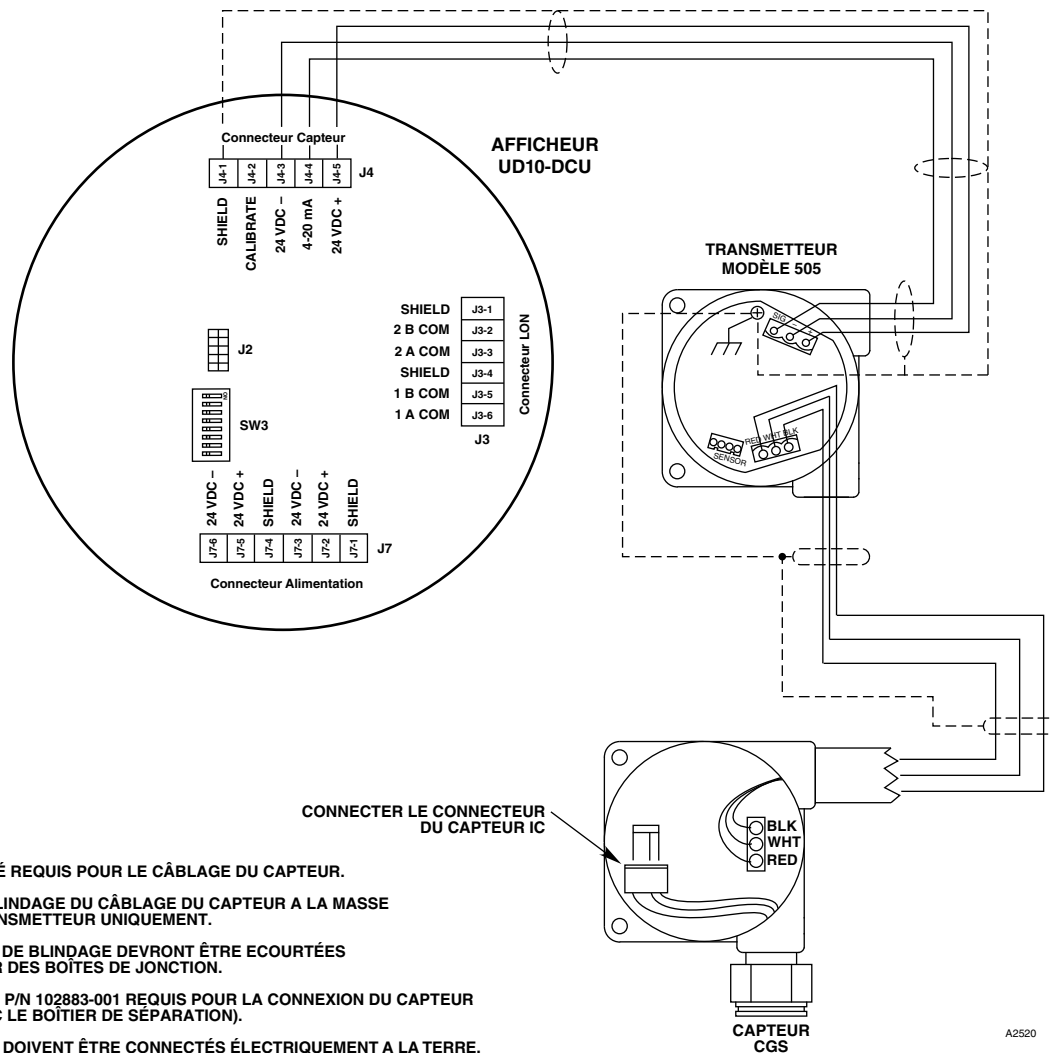 Connecteur Capteur
J4-1
J4-2
J4-3
J4-4
J4-5
J4
SHIELD
CALIBRATE
24 VDC –
4-20 mA
24 VDC +
AFFICHEUR
UD10-DCU
TRANSMETTEUR
MODÈLE 505
SIG
–
+
RED WHT BLK
SENSOR
J2
ON
SW3
SHIELD J3-1
2 B COM J3-2
2 A COM J3-3
SHIELD J3-4
1 B COM J3-5
1 A COM J3-6
J3
Connecteur LON
24 VDC –
24 VDC +
SHIELD
24 VDC –
24 VDC +
SHIELD
J7-6
J7-5
J7-4
J7-3
J7-2
J7-1
J7
Connecteur Alimentation
CONNECTER LE CONNECTEUR
DU CAPTEUR IC
BLK
WHT
RED
CAPTEUR
CGS
REQUIS POUR LE CÂBLAGE DU CAPTEUR.
LINDAGE DU CÂBLAGE DU CAPTEUR A LA MASSE
NSMETTEUR UNIQUEMENT.
DE BLINDAGE DEVRONT ÊTRE ECOURTÉES
R DES BOÎTES DE JONCTION.
P/N 102883-001 REQUIS POUR LA CONNEXION DU CAPTEUR
C LE BOÎTIER DE SÉPARATION).
DOIVENT ÊTRE CONNECTÉS ÉLECTRIQUEMENT A LA TERRE.
A2520